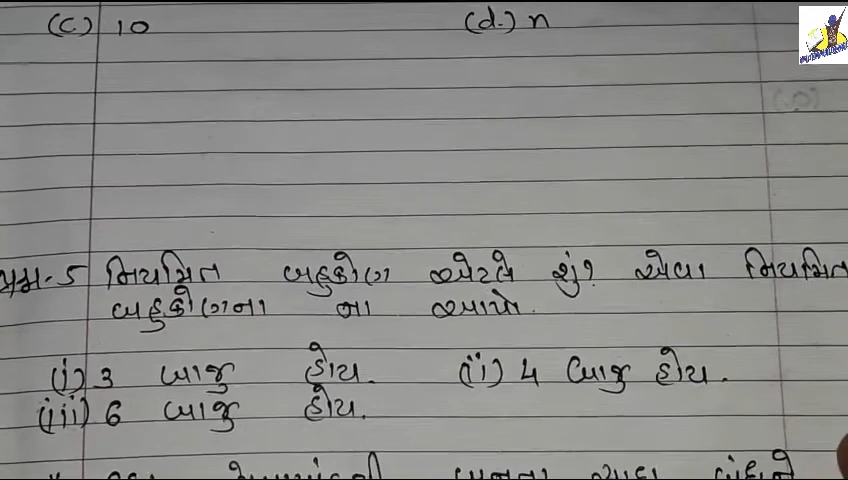 (c) 10 (d.) n
પ્રશ્ન-5 નિયમિત બહુકોણ એટલે શું? એવા નિયમિત
બહુકોણના ના આપો.
(i) 3 બાજુ હોય. (ii) 4 બાજુ હોય.
(iii) 6 બાજુ હોય.